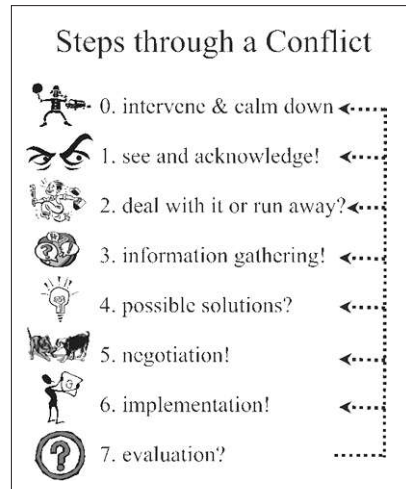 Steps through a Conflict
0. intervene & calm down
1. see and acknowledge!
2. deal with it or run away?
3. information gathering!
4. possible solutions?
5. negotiation!
6. implementation!
7. evaluation?